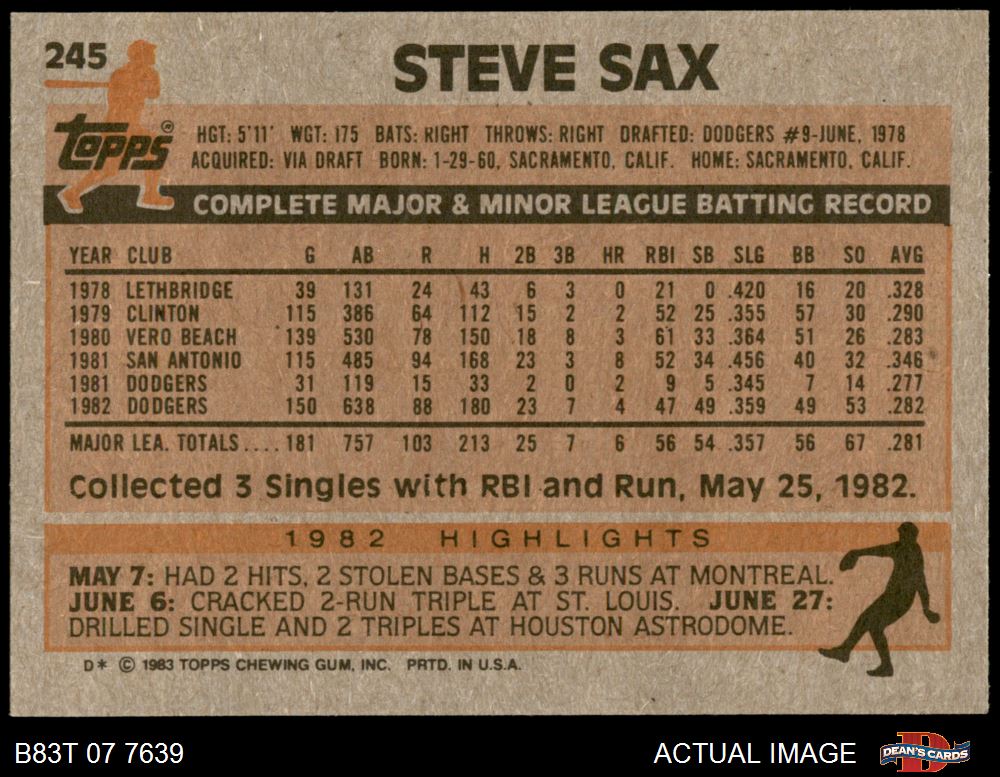 245
STEVE SAX
Topps®
HGT: 5'11' WGT: 175 BATS: RIGHT THROWS: RIGHT DRAFTED: DODGERS #9-JUNE, 1978
ACQUIRED: VIA DRAFT BORN: 1-29-60, SACRAMENTO, CALIF. HOME: SACRAMENTO, CALIF.
COMPLETE MAJOR & MINOR LEAGUE BATTING RECORD
YEAR CLUB G AB R H 2B 3B HR RBI SB SLG BB SO AVG
1978 LETHBRIDGE 39 131 24 43 6 3 0 21 0 .420 16 20 .328
1979 CLINTON 115 386 64 112 15 2 2 52 25 .355 57 30 .290
1980 VERO BEACH 139 530 78 150 18 8 3 61 33 .364 51 26 .283
1981 SAN ANTONIO 115 485 94 168 23 3 8 52 34 .456 40 32 .346
1981 DODGERS 31 119 15 33 2 0 2 9 5 .345 7 14 .277
1982 DODGERS 150 638 88 180 23 7 4 47 49 .359 49 53 .282
MAJOR LEA. TOTALS....181 757 103 213 25 7 6 56 54 .357 56 67 .281
Collected 3 Singles with RBI and Run, May 25, 1982.
1982 HIGHLIGHTS
MAY 7: HAD 2 HITS, 2 STOLEN BASES & 3 RUNS AT MONTREAL.
JUNE 6: CRACKED 2-RUN TRIPLE AT ST. LOUIS. JUNE 27:
DRILLED SINGLE AND 2 TRIPLES AT HOUSTON ASTRODOME.
D* © 1983 TOPPS CHEWING GUM, INC. PRTD. IN U.S.A.
B83T 07 7639
ACTUAL IMAGE
DEAN'S CARDS